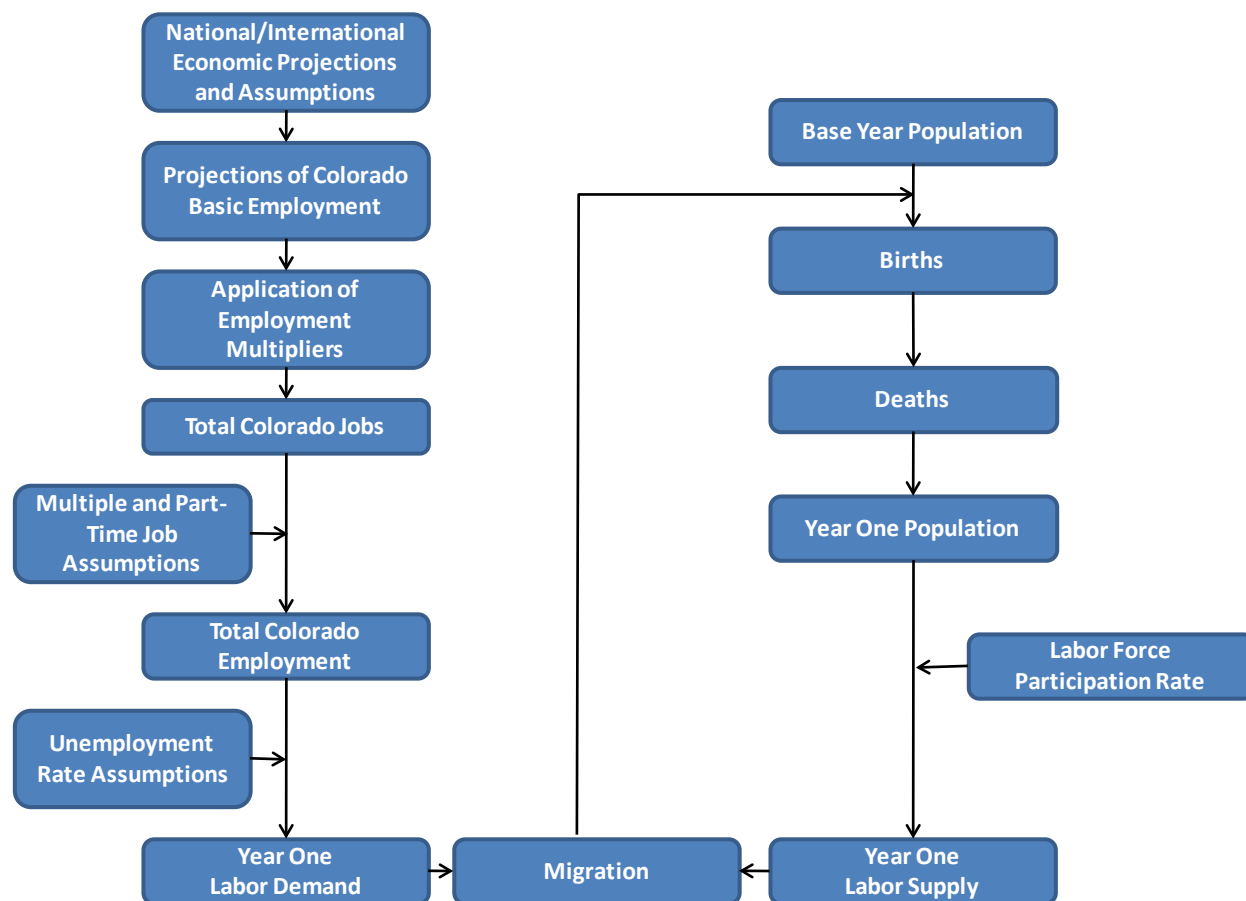 National/International
Economic Projections
and Assumptions
Projections of Colorado
Basic Employment
Application of
Employment
Multipliers
Total Colorado Jobs
Multiple and Part-
Time Job
Assumptions
Total Colorado
Employment
Unemployment
Rate Assumptions
Year One
Labor Demand
Migration
Base Year Population
Births
Deaths
Year One Population
Labor Force
Participation Rate
Year One
Labor Supply